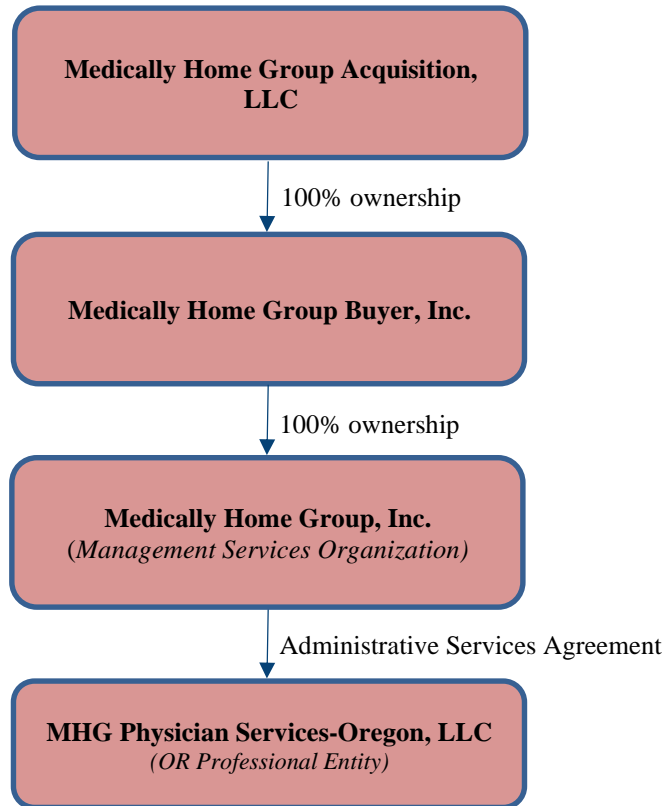 Medically Home Group Acquisition,
LLC
100% ownership
Medically Home Group Buyer, Inc.
100% ownership
Medically Home Group, Inc.
(Management Services Organization)
Administrative Services Agreement
MHG Physician Services-Oregon, LLC
(OR Professional Entity)